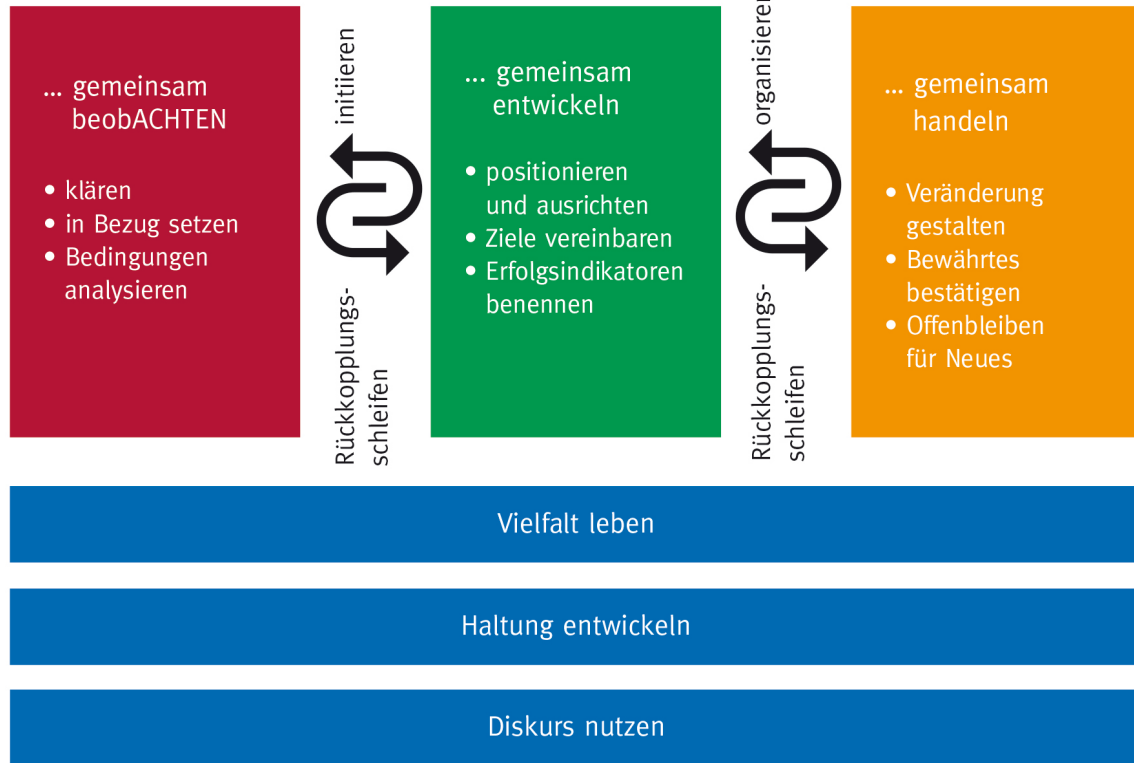 ... gemeinsam
beobACHTEN
• klären
• in Bezug setzen
• Bedingungen
analysieren
initiieren
Rückkopplungs-
schleifen
... gemeinsam
entwickeln
• positionieren
und ausrichten
• Ziele vereinbaren
• Erfolgsindikatoren
benennen
organisieren
Rückkopplungs-
schleifen
... gemeinsam
handeln
• Veränderung
gestalten
• Bewährtes
bestätigen
• Offenbleiben
für Neues
Vielfalt leben
Haltung entwickeln
Diskurs nutzen